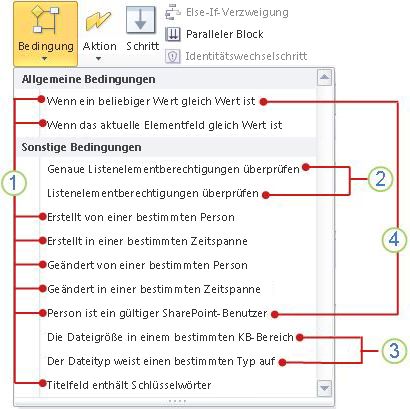 Else-If-Verzweigung
Bedingung
Aktion
Schritt
Paralleler Block
Identitätswechselschritt
Allgemeine Bedingungen
Wenn ein beliebiger Wert gleich Wert ist
Wenn das aktuelle Elementfeld gleich Wert ist
Sonstige Bedingungen
Genaue Listenelementberechtigungen überprüfen
Listenelementberechtigungen überprüfen
1
2
Erstellt von einer bestimmten Person
Erstellt in einer bestimmten Zeitspanne
4
Geändert von einer bestimmten Person
Geändert in einer bestimmten Zeitspanne
Person ist ein gültiger SharePoint-Benutzer
Die Dateigröße in einem bestimmten KB-Bereich
3
Der Dateityp weist einen bestimmten Typ auf
Titelfeld enthält Schlüsselwörter